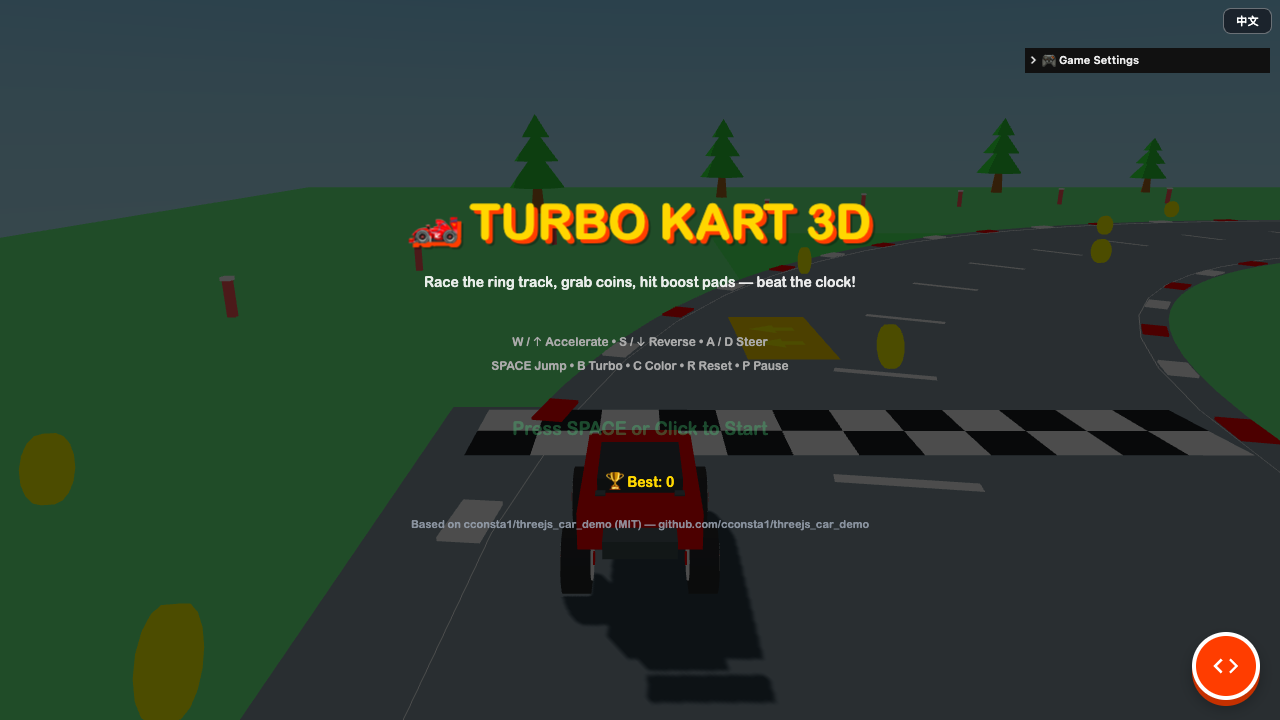 中文
🎮 Game Settings
🏎️ TURBO KART 3D
Race the ring track, grab coins, hit boost pads — beat the clock!
W / ↑ Accelerate • S / ↓ Reverse • A / D Steer
SPACE Jump • B Turbo • C Color • R Reset • P Pause
Press SPACE or Click to Start
🏆 Best: 0
Based on cconsta1/threejs_car_demo (MIT) — github.com/cconsta1/threejs_car_demo